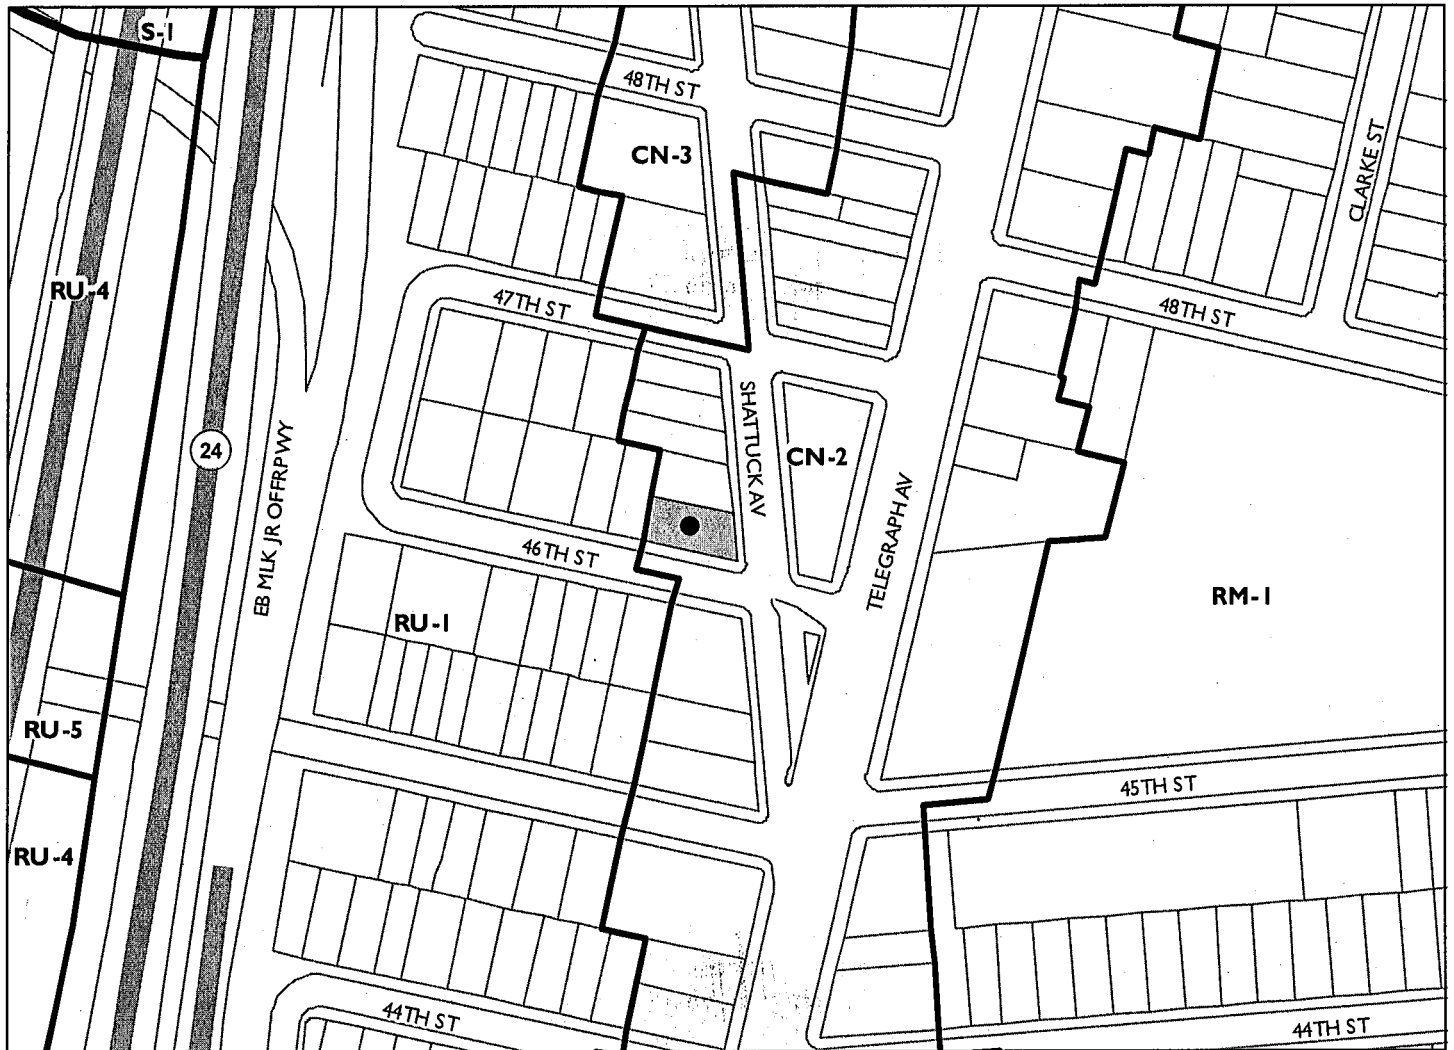 S-1
48TH ST
CN-3
CLARKE ST
RU-4
47TH ST
48TH ST
SHATTUCK AV
24
CN-2
EB MLK JR OFFRPWY
TELEGRAPH AV
46TH ST
RU-1
RM-1
RU-5
45TH ST
RU-4
44TH ST
44TH ST